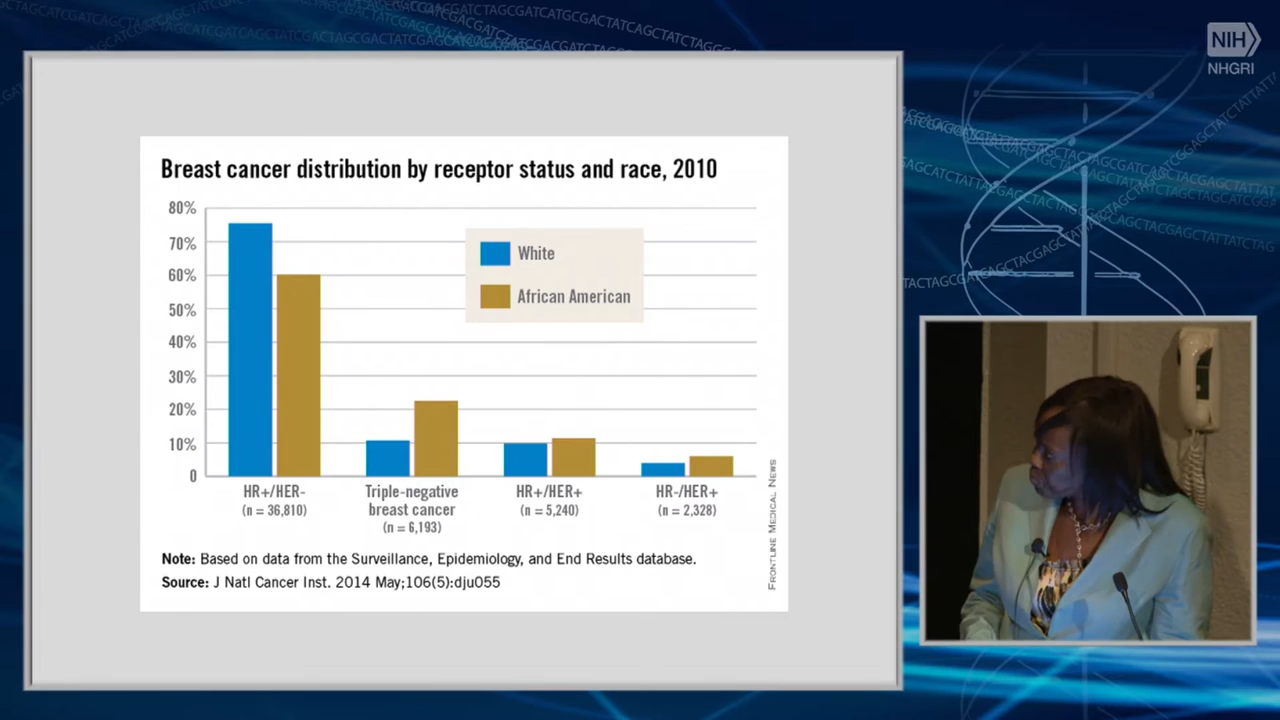 NIH
NHGRI
Breast cancer distribution by receptor status and race, 2010
80%
70%
60%
50%
40%
30%
20%
10%
0
White
African American
HR+/HER-
(n = 36,810)
Triple-negative
breast cancer
(n = 6,193)
HR+/HER+
(n = 5,240)
HR-/HER+
(n = 2,328)
Note: Based on data from the Surveillance, Epidemiology, and End Results database.
Source: J Natl Cancer Inst. 2014 May;106(5):dju055
Frontline Medical News